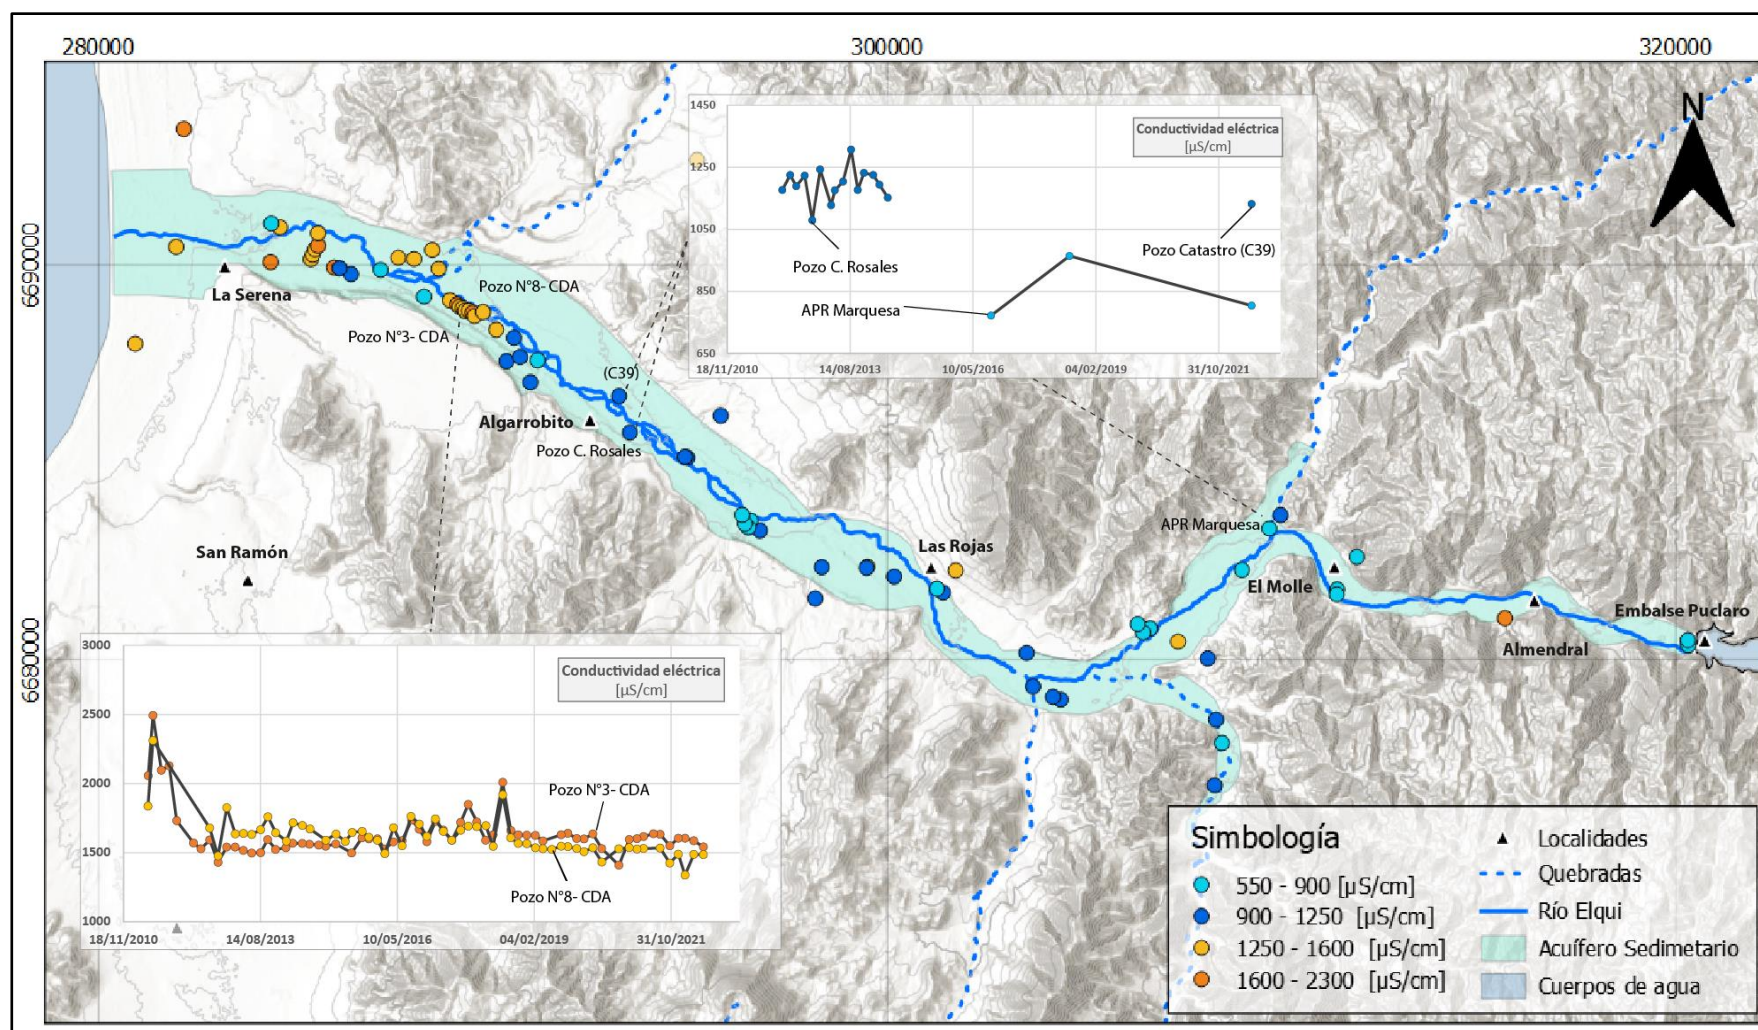 280000
300000
320000
6690000
6680000
N
La Serena
Pozo N°8- CDA
Pozo N°3- CDA
(C39)
Algarrobito
Pozo C. Rosales
San Ramón
Las Rojas
APR Marquesa
El Molle
Almendral
Embalse Puclaro
1450
1250
1050
850
650
18/11/2010
14/08/2013
10/05/2016
04/02/2019
31/10/2021
Conductividad eléctrica
[µS/cm]
Pozo C. Rosales
APR Marquesa
Pozo Catastro (C39)
3000
2500
2000
1500
1000
18/11/2010
14/08/2013
10/05/2016
04/02/2019
31/10/2021
Conductividad eléctrica
[µS/cm]
Pozo N°3- CDA
Pozo N°8- CDA
Simbología
550 - 900 [µS/cm]
900 - 1250 [µS/cm]
1250 - 1600 [µS/cm]
1600 - 2300 [µS/cm]
Localidades
Quebradas
Río Elqui
Acuífero Sedimetario
Cuerpos de agua